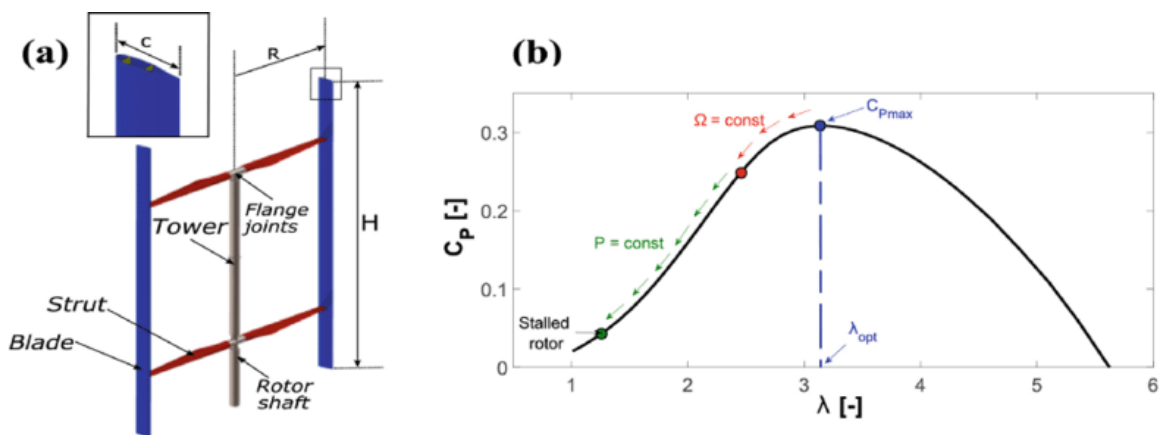 (a)
C
R
H
Flange
joints
Tower
Strut
Blade
Rotor
shaft
(b)
C_P [-]
0.3
0.2
0.1
0
Ω = const
C_Pmax
P = const
Stalled
rotor
λ_opt
1 2 3 4 5 6
λ [-]